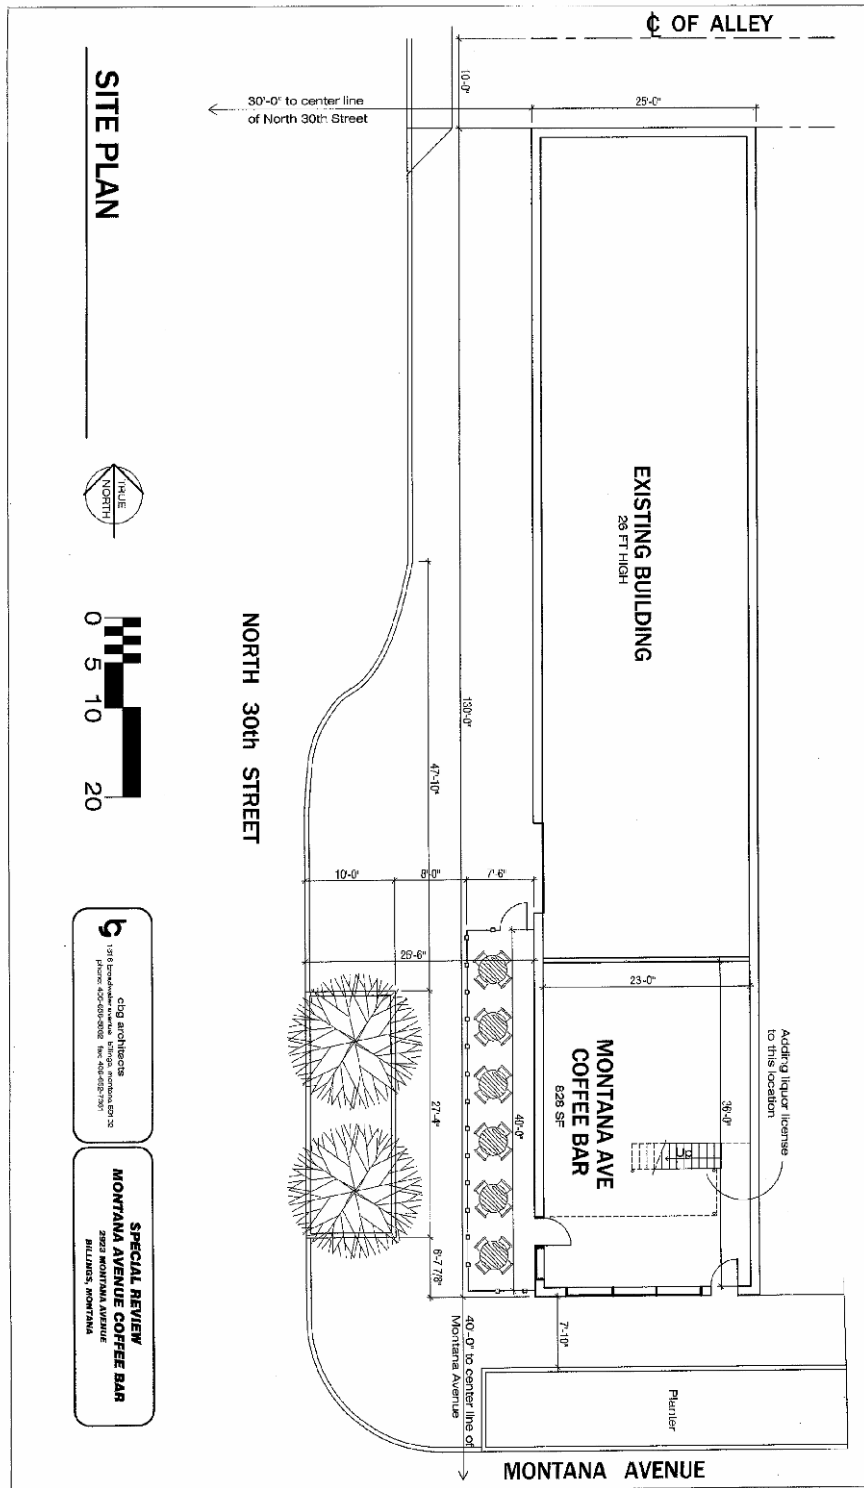 ℄ OF ALLEY
10'-0"
30'-0" to center line
of North 30th Street
25'-0"
SITE PLAN
TRUE
NORTH
0 5 10 20
EXISTING BUILDING
26 FT HIGH
NORTH 30th STREET
130'-0"
47'-10"
10'-0"
8'-0"
7'-6"
25'-6"
23'-0"
MONTANA AVE
COFFEE BAR
828 SF
Adding liquor license
to this location
36'-0"
Up
40'-0"
27'-4"
6'-7 7/8"
7'-10"
40'-0" to center line of
Montana Avenue
Planter
MONTANA AVENUE
cbg architects
SPECIAL REVIEW
MONTANA AVENUE COFFEE BAR
2923 MONTANA AVENUE
BILLINGS, MONTANA